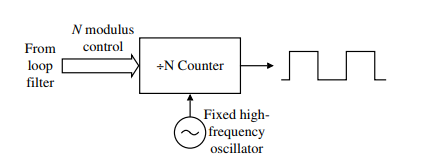 N modulus
control
From
loop
filter
÷N Counter
Fixed high-
frequency
oscillator